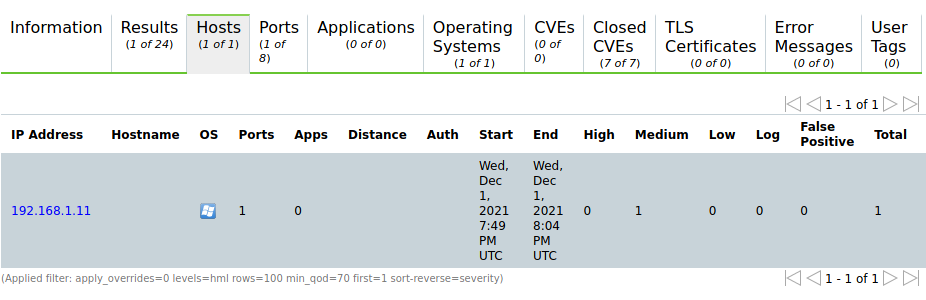 Information Results Hosts Ports Applications Operating Systems CVEs Closed CVEs TLS Certificates Error Messages User Tags
(1 of 24) (1 of 1) (1 of 8) (0 of 0) (1 of 1) (0 of 0) (7 of 7) (0 of 0) (0 of 0) (0)
1 - 1 of 1
IP Address Hostname OS Ports Apps Distance Auth Start End High Medium Low Log False Positive Total
192.168.1.11 1 0 Wed, Dec 1, 2021 7:49 PM UTC Wed, Dec 1, 2021 8:04 PM UTC 0 1 0 0 0 1
(Applied filter: apply_overrides=0 levels=hml rows=100 min_qod=70 first=1 sort-reverse=severity)
1 - 1 of 1